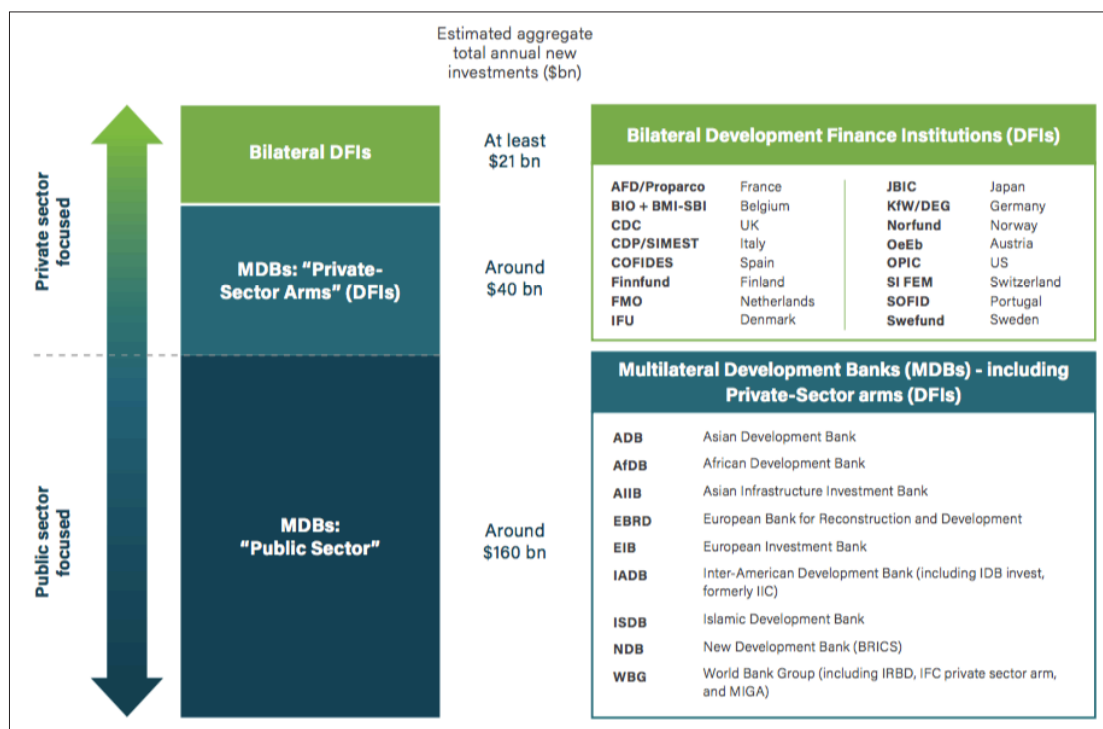 Estimated aggregate
total annual new
investments ($bn)
Private sector
focused
Public sector
focused
Bilateral DFIs
At least
$21 bn
MDBs: "Private-
Sector Arms" (DFIs)
Around
$40 bn
MDBs:
"Public Sector"
Around
$160 bn
Bilateral Development Finance Institutions (DFIs)
AFD/Proparco France
BIO + BMI-SBI Belgium
CDC UK
CDP/SIMEST Italy
COFIDES Spain
Finnfund Finland
FMO Netherlands
IFU Denmark
JBIC Japan
KfW/DEG Germany
Norfund Norway
OeEb Austria
OPIC US
SI FEM Switzerland
SOFID Portugal
Swefund Sweden
Multilateral Development Banks (MDBs) - including
Private-Sector arms (DFIs)
ADB Asian Development Bank
AfDB African Development Bank
AIIB Asian Infrastructure Investment Bank
EBRD European Bank for Reconstruction and Development
EIB European Investment Bank
IADB Inter-American Development Bank (including IDB invest,
formerly IIC)
ISDB Islamic Development Bank
NDB New Development Bank (BRICS)
WBG World Bank Group (including IRBD, IFC private sector arm,
and MIGA)